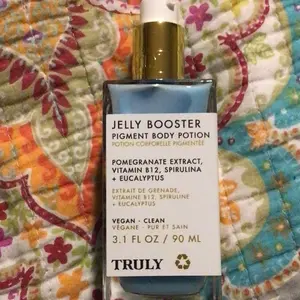 JELLY BOOSTER
PIGMENT BODY POTION
POTION CORPORELLE PIGMENTÉE
POMEGRANATE EXTRACT,
VITAMIN B12, SPIRULINA
+ EUCALYPTUS
EXTRAIT DE GRENADE,
VITAMINE B12, SPIRULINE
+ EUCALYPTUS
VEGAN · CLEAN
VÉGANE · PUR ET SAIN
3.1 FL OZ / 90 ML
TRULY